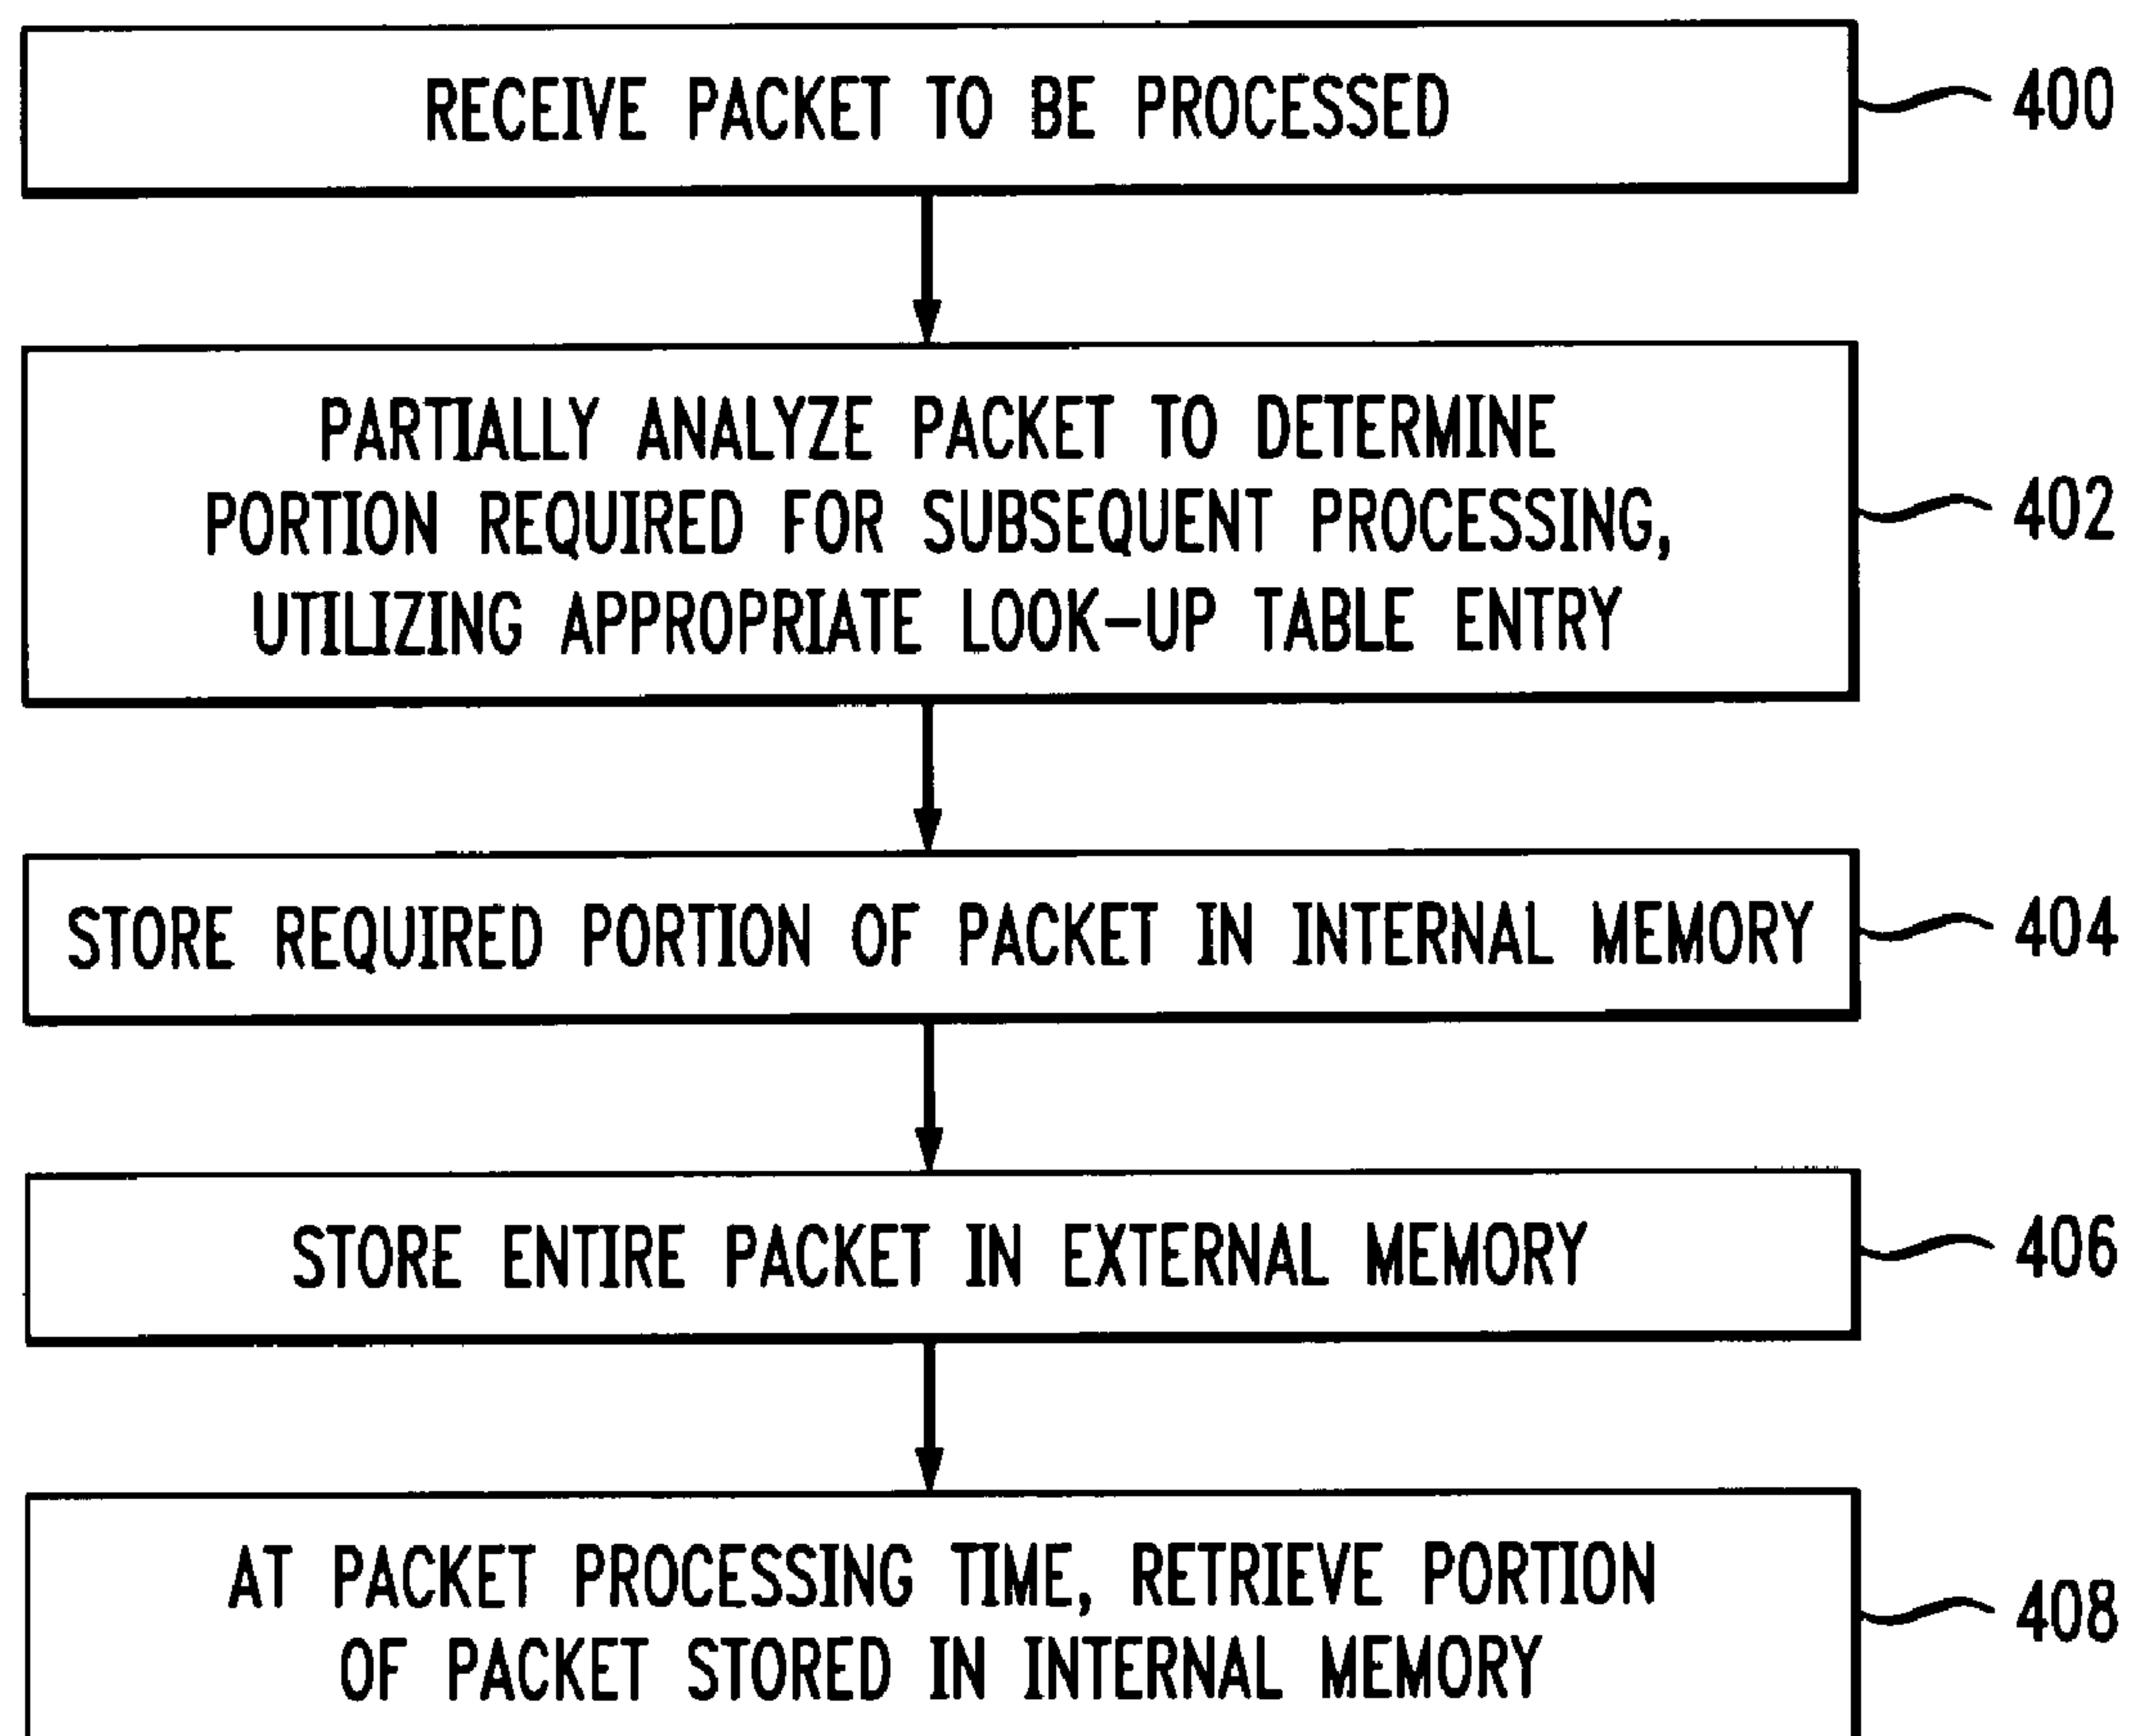 RECEIVE PACKET TO BE PROCESSED
400
PARTIALLY ANALYZE PACKET TO DETERMINE
PORTION REQUIRED FOR SUBSEQUENT PROCESSING,
UTILIZING APPROPRIATE LOOK-UP TABLE ENTRY
402
STORE REQUIRED PORTION OF PACKET IN INTERNAL MEMORY
404
STORE ENTIRE PACKET IN EXTERNAL MEMORY
406
AT PACKET PROCESSING TIME, RETRIEVE PORTION
OF PACKET STORED IN INTERNAL MEMORY
408